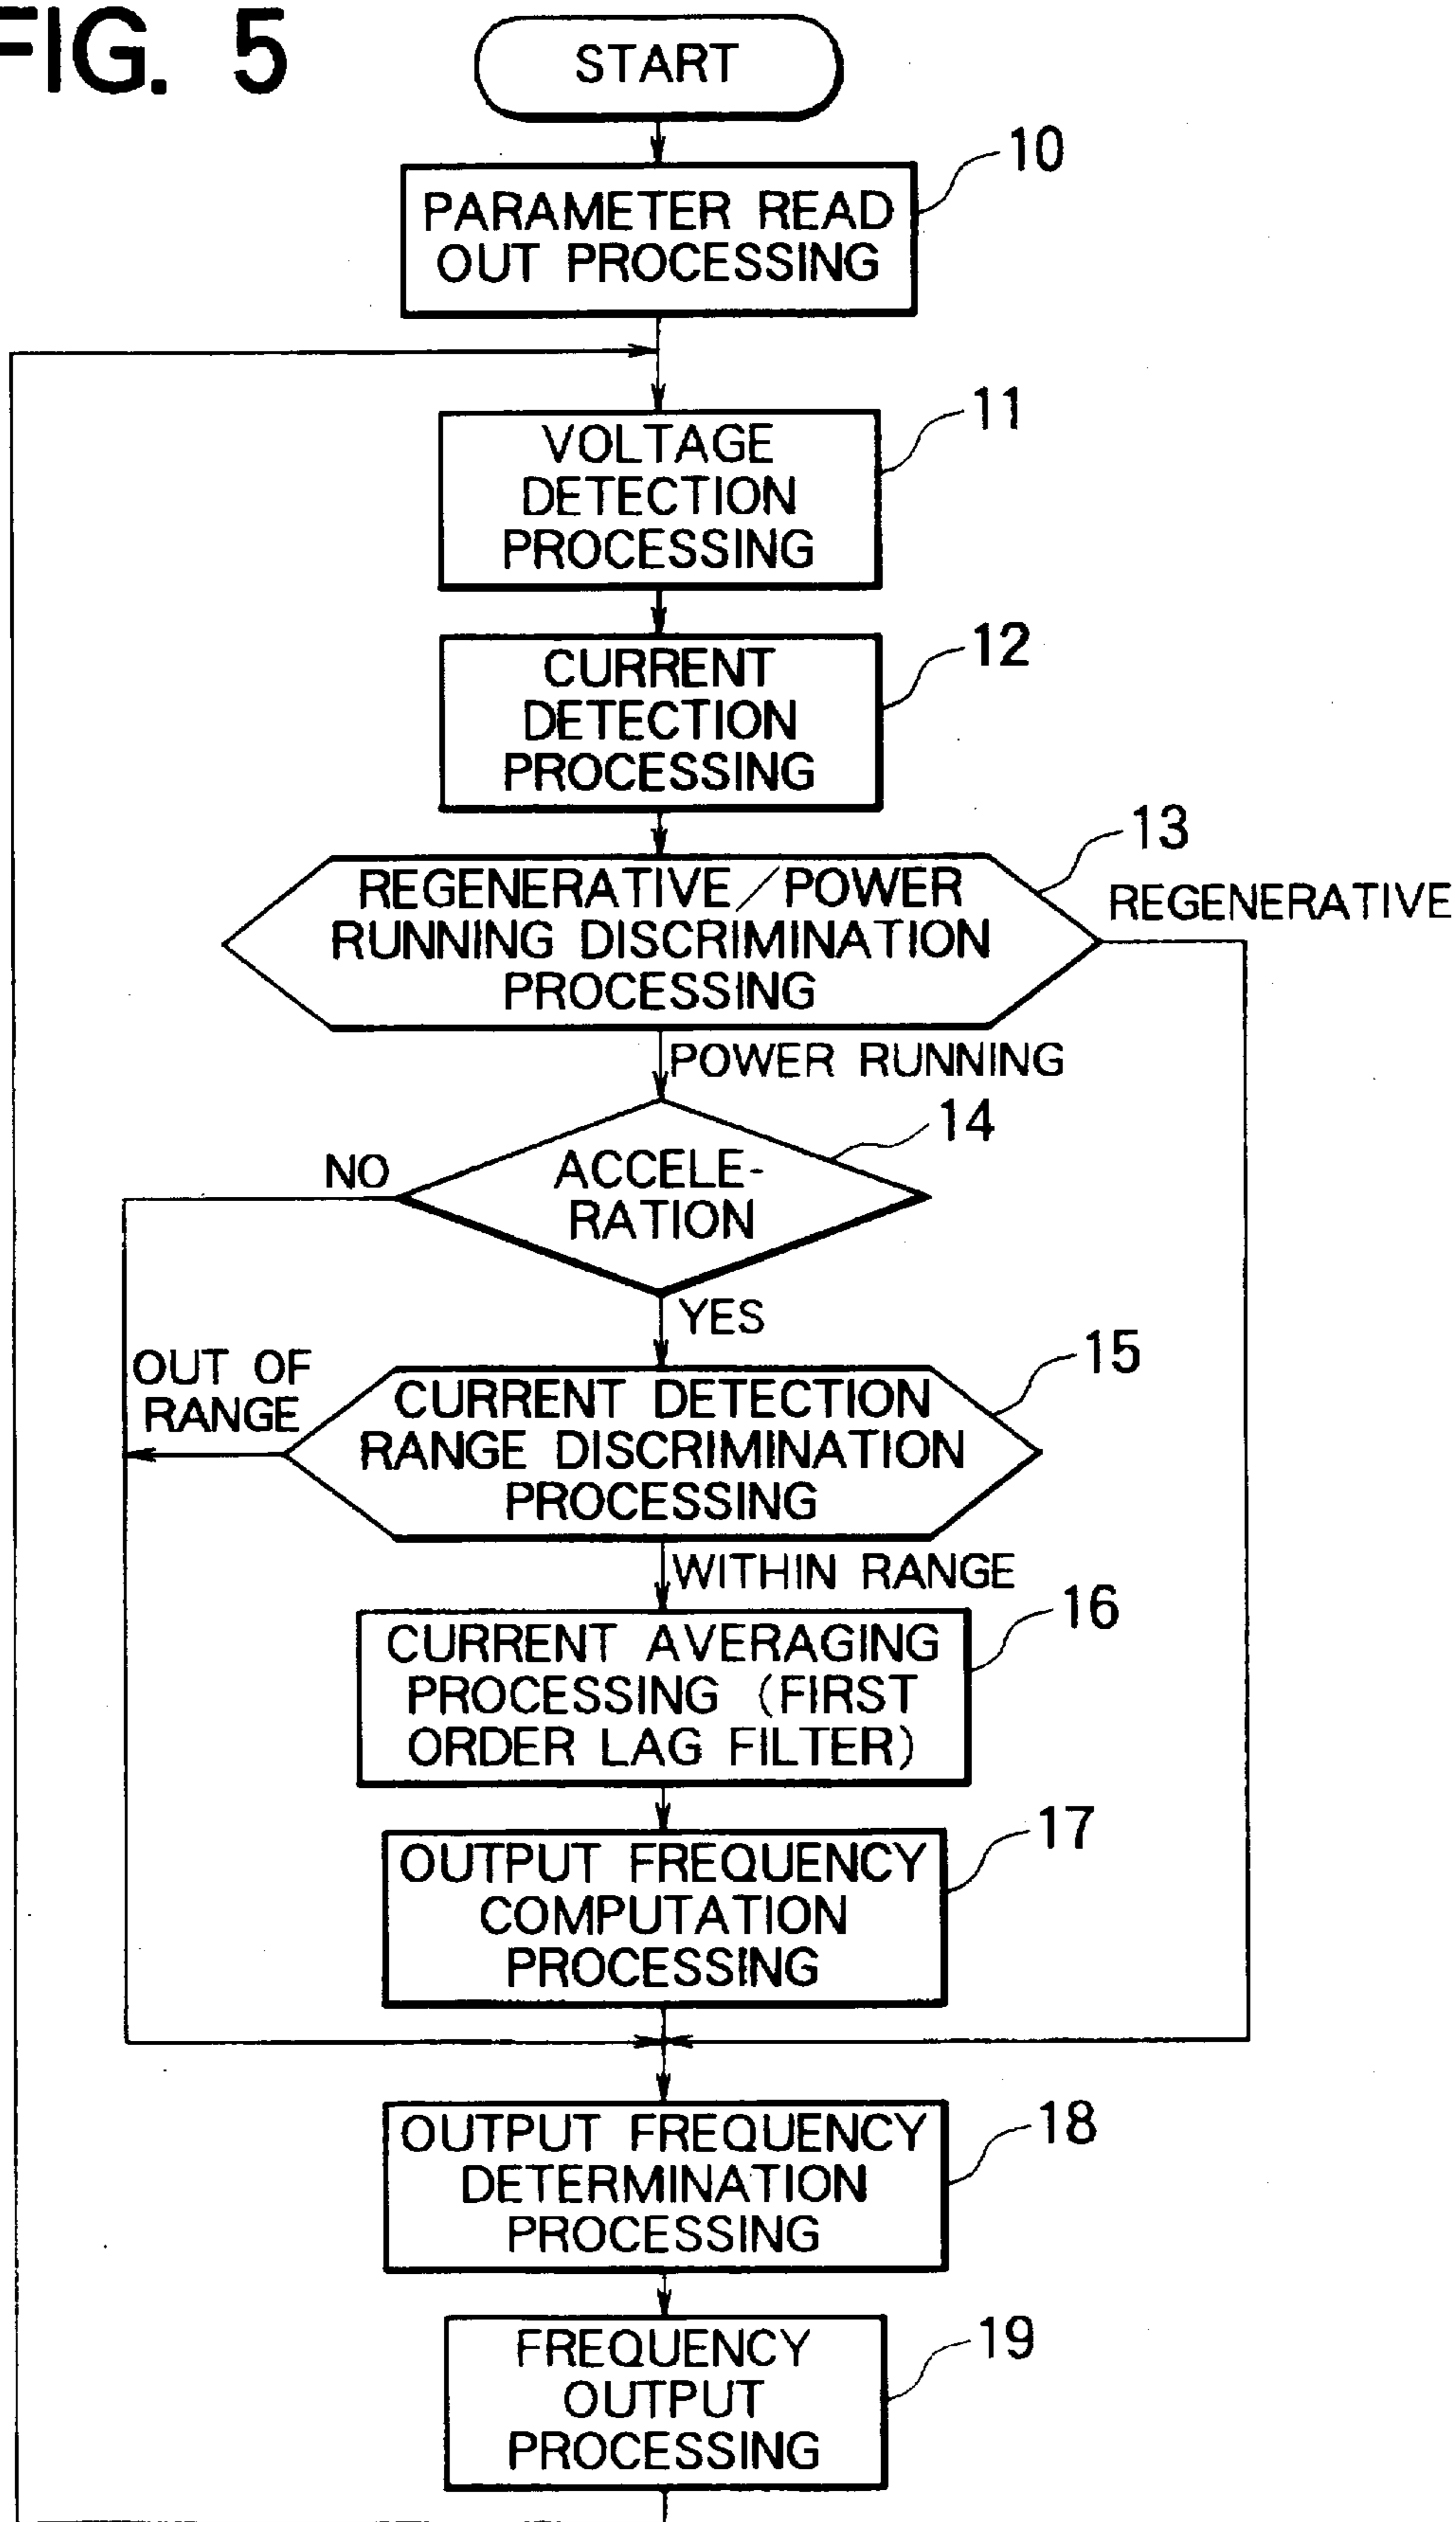 FIG. 5
START
10
PARAMETER READ
OUT PROCESSING
11
VOLTAGE
DETECTION
PROCESSING
12
CURRENT
DETECTION
PROCESSING
13
REGENERATIVE/POWER
RUNNING DISCRIMINATION
PROCESSING
REGENERATIVE
POWER RUNNING
14
NO
ACCELE-
RATION
YES
15
OUT OF
RANGE
CURRENT DETECTION
RANGE DISCRIMINATION
PROCESSING
WITHIN RANGE
16
CURRENT AVERAGING
PROCESSING (FIRST
ORDER LAG FILTER)
17
OUTPUT FREQUENCY
COMPUTATION
PROCESSING
18
OUTPUT FREQUENCY
DETERMINATION
PROCESSING
19
FREQUENCY
OUTPUT
PROCESSING